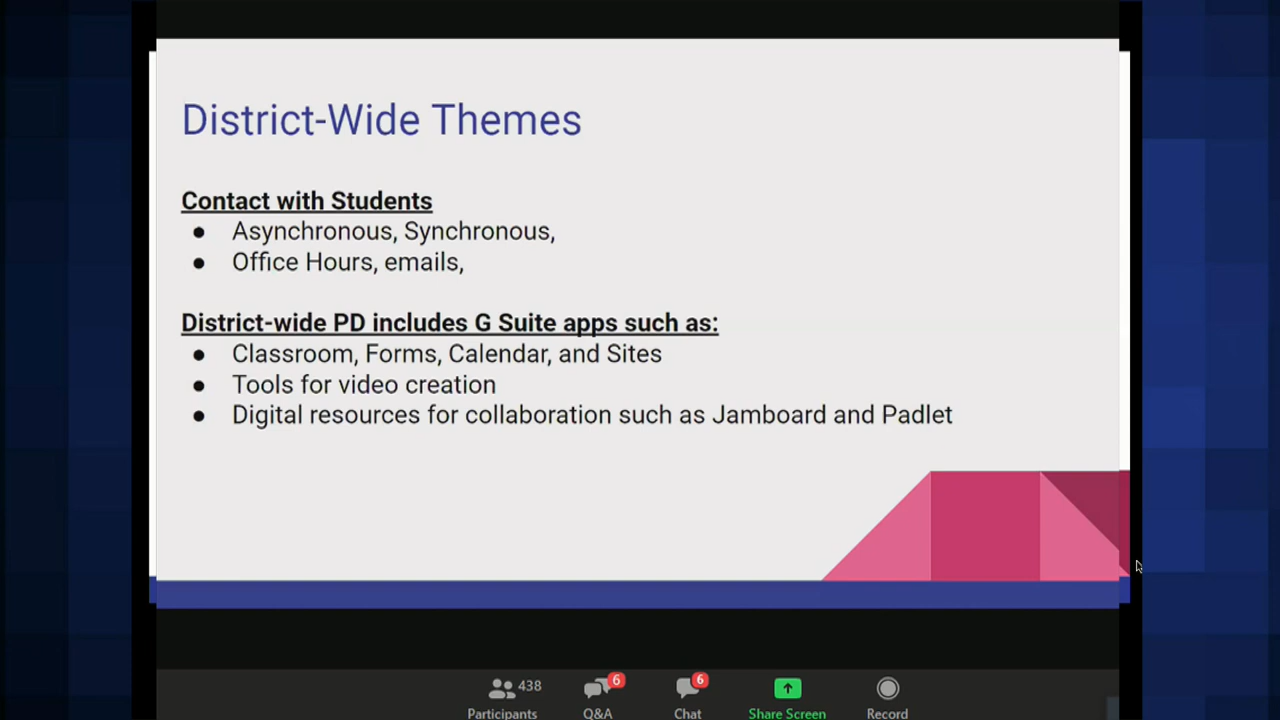 District-Wide Themes
Contact with Students
● Asynchronous, Synchronous,
● Office Hours, emails,
District-wide PD includes G Suite apps such as:
● Classroom, Forms, Calendar, and Sites
● Tools for video creation
● Digital resources for collaboration such as Jamboard and Padlet
438 6 6
Participants Q&A Chat Share Screen Record